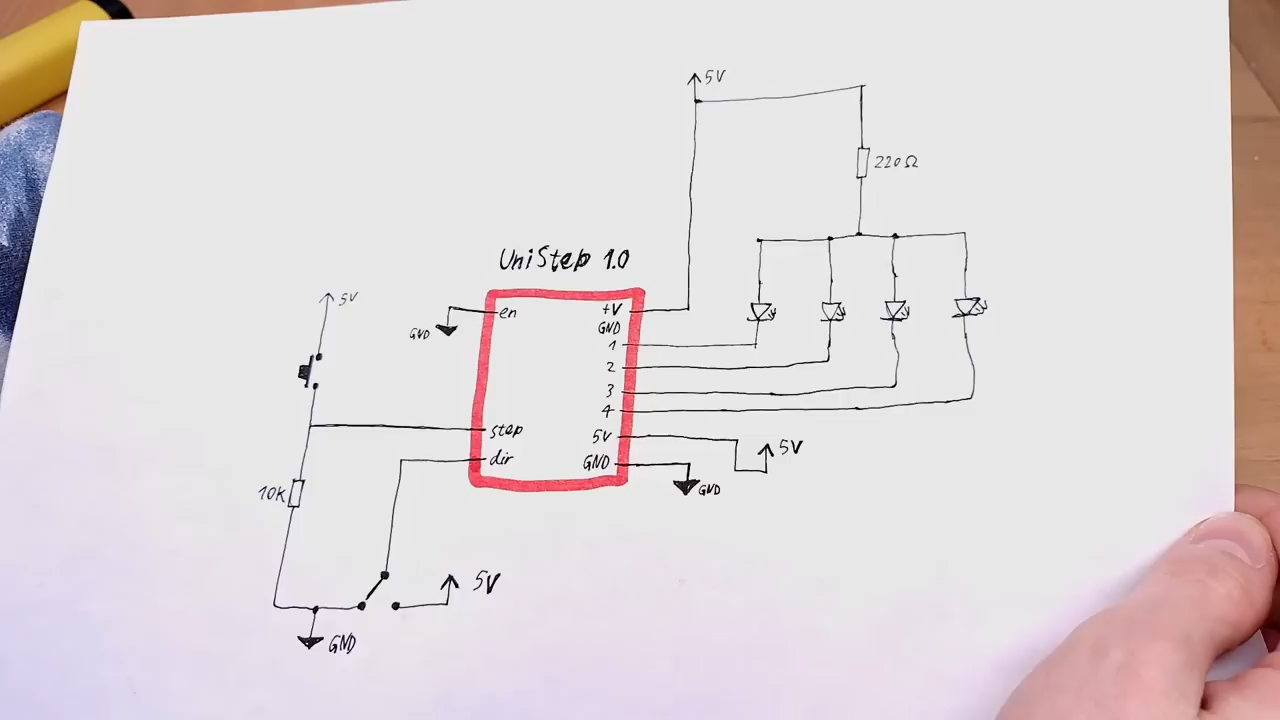 5V
220Ω
UniStep 1.0
5V
en
+V
GND
GND
1
2
3
4
step
5V
5V
dir
GND
GND
10K
5V
GND